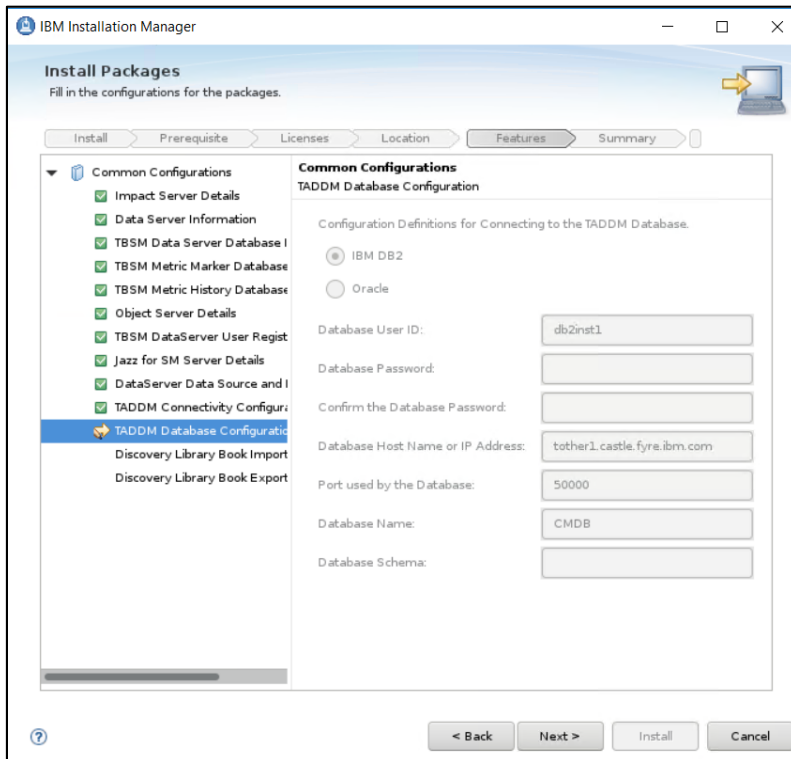 IBM Installation Manager
Install Packages
Fill in the configurations for the packages.
Install Prerequisite Licenses Location Features Summary
Common Configurations
Impact Server Details
Data Server Information
TBSM Data Server Database I
TBSM Metric Marker Database
TBSM Metric History Database
Object Server Details
TBSM DataServer User Regist
Jazz for SM Server Details
DataServer Data Source and
TADDM Connectivity Configura
TADDM Database Configuratio
Discovery Library Book Import
Discovery Library Book Export
Common Configurations
TADDM Database Configuration
Configuration Definitions for Connecting to the TADDM Database.
IBM DB2
Oracle
Database User ID: db2inst1
Database Password:
Confirm the Database Password:
Database Host Name or IP Address: tother1.castle.fyre.ibm.com
Port used by the Database: 50000
Database Name: CMDB
Database Schema:
? < Back Next > Install Cancel